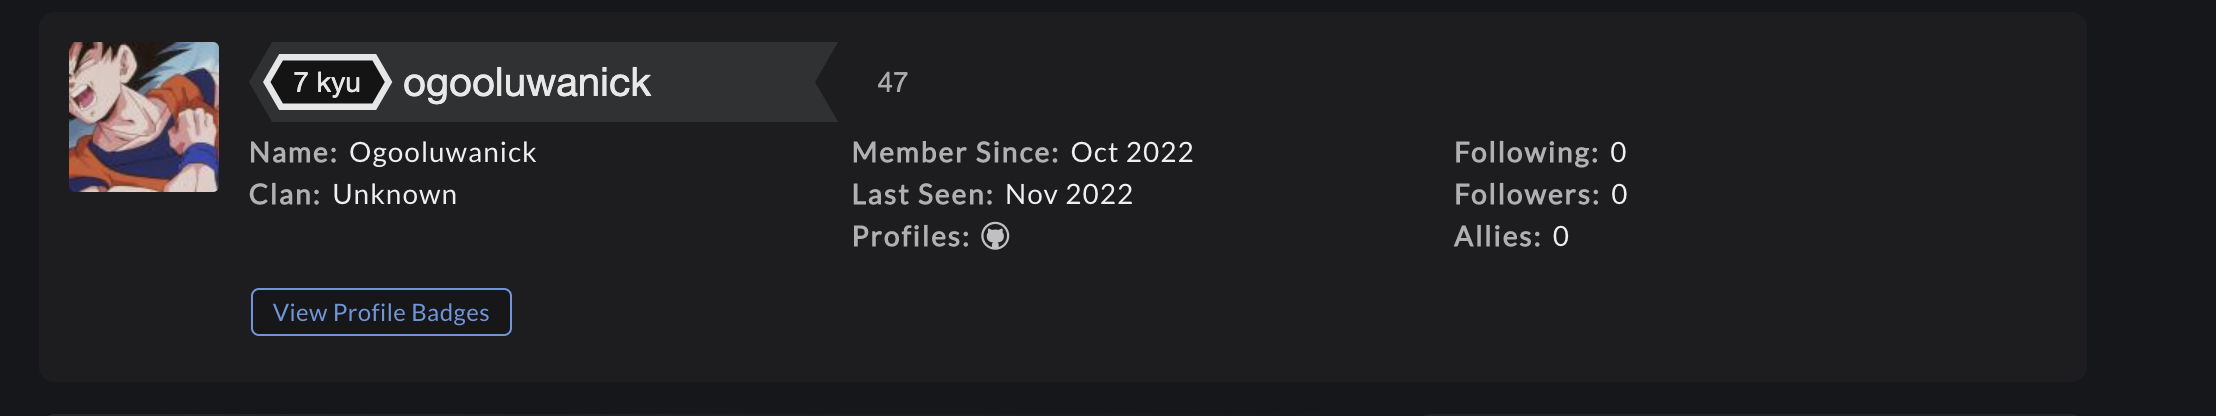 7 kyu ogooluwanick 47
Name: Ogooluwanick
Clan: Unknown
Member Since: Oct 2022
Last Seen: Nov 2022
Profiles:
Following: 0
Followers: 0
Allies: 0
View Profile Badges